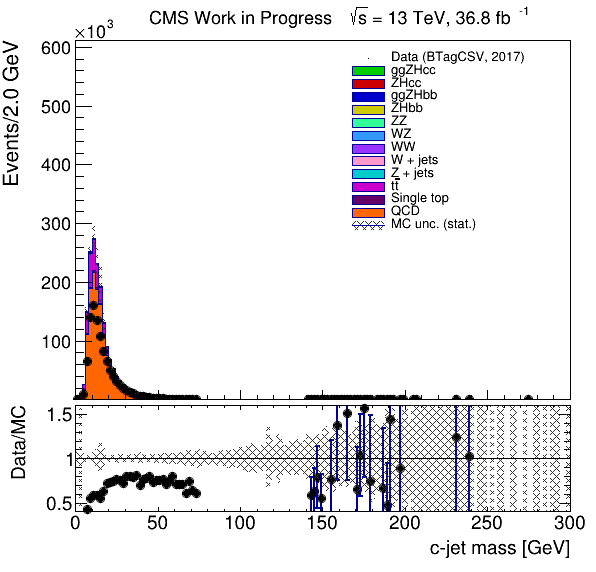 CMS Work in Progress √s = 13 TeV, 36.8 fb⁻¹
×10³
Events/2.0 GeV
600
500
400
300
200
100
Data (BTagCSV, 2017)
ggZHcc
ZHcc
ggZHbb
ZHbb
ZZ
WZ
WW
W + jets
Z + jets
tt̅
Single top
QCD
MC unc. (stat.)
Data/MC
1.5
1
0.5
0 50 100 150 200 250 300
c-jet mass [GeV]